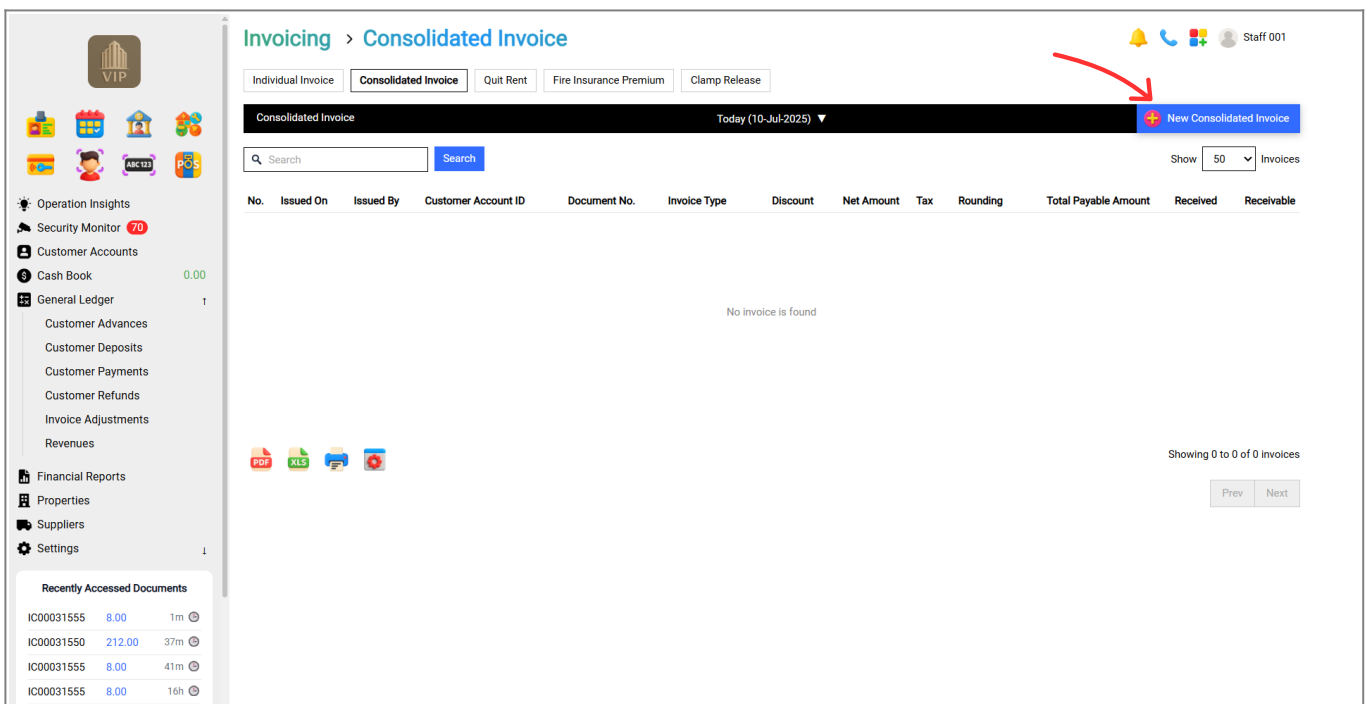 VIP
ABC 123
POS
Operation Insights
Security Monitor 70
Customer Accounts
Cash Book 0.00
General Ledger ↑
Customer Advances
Customer Deposits
Customer Payments
Customer Refunds
Invoice Adjustments
Revenues
Financial Reports
Properties
Suppliers
Settings ↓
Recently Accessed Documents
IC00031555 8.00 1m
IC00031550 212.00 37m
IC00031555 8.00 41m
IC00031555 8.00 16h
Invoicing › Consolidated Invoice
Staff 001
Individual Invoice Consolidated Invoice Quit Rent Fire Insurance Premium Clamp Release
Consolidated Invoice Today (10-Jul-2025) ▼ New Consolidated Invoice
Search Search Show 50 Invoices
No. Issued On Issued By Customer Account ID Document No. Invoice Type Discount Net Amount Tax Rounding Total Payable Amount Received Receivable
No invoice is found
PDF XLS Showing 0 to 0 of 0 invoices
Prev Next